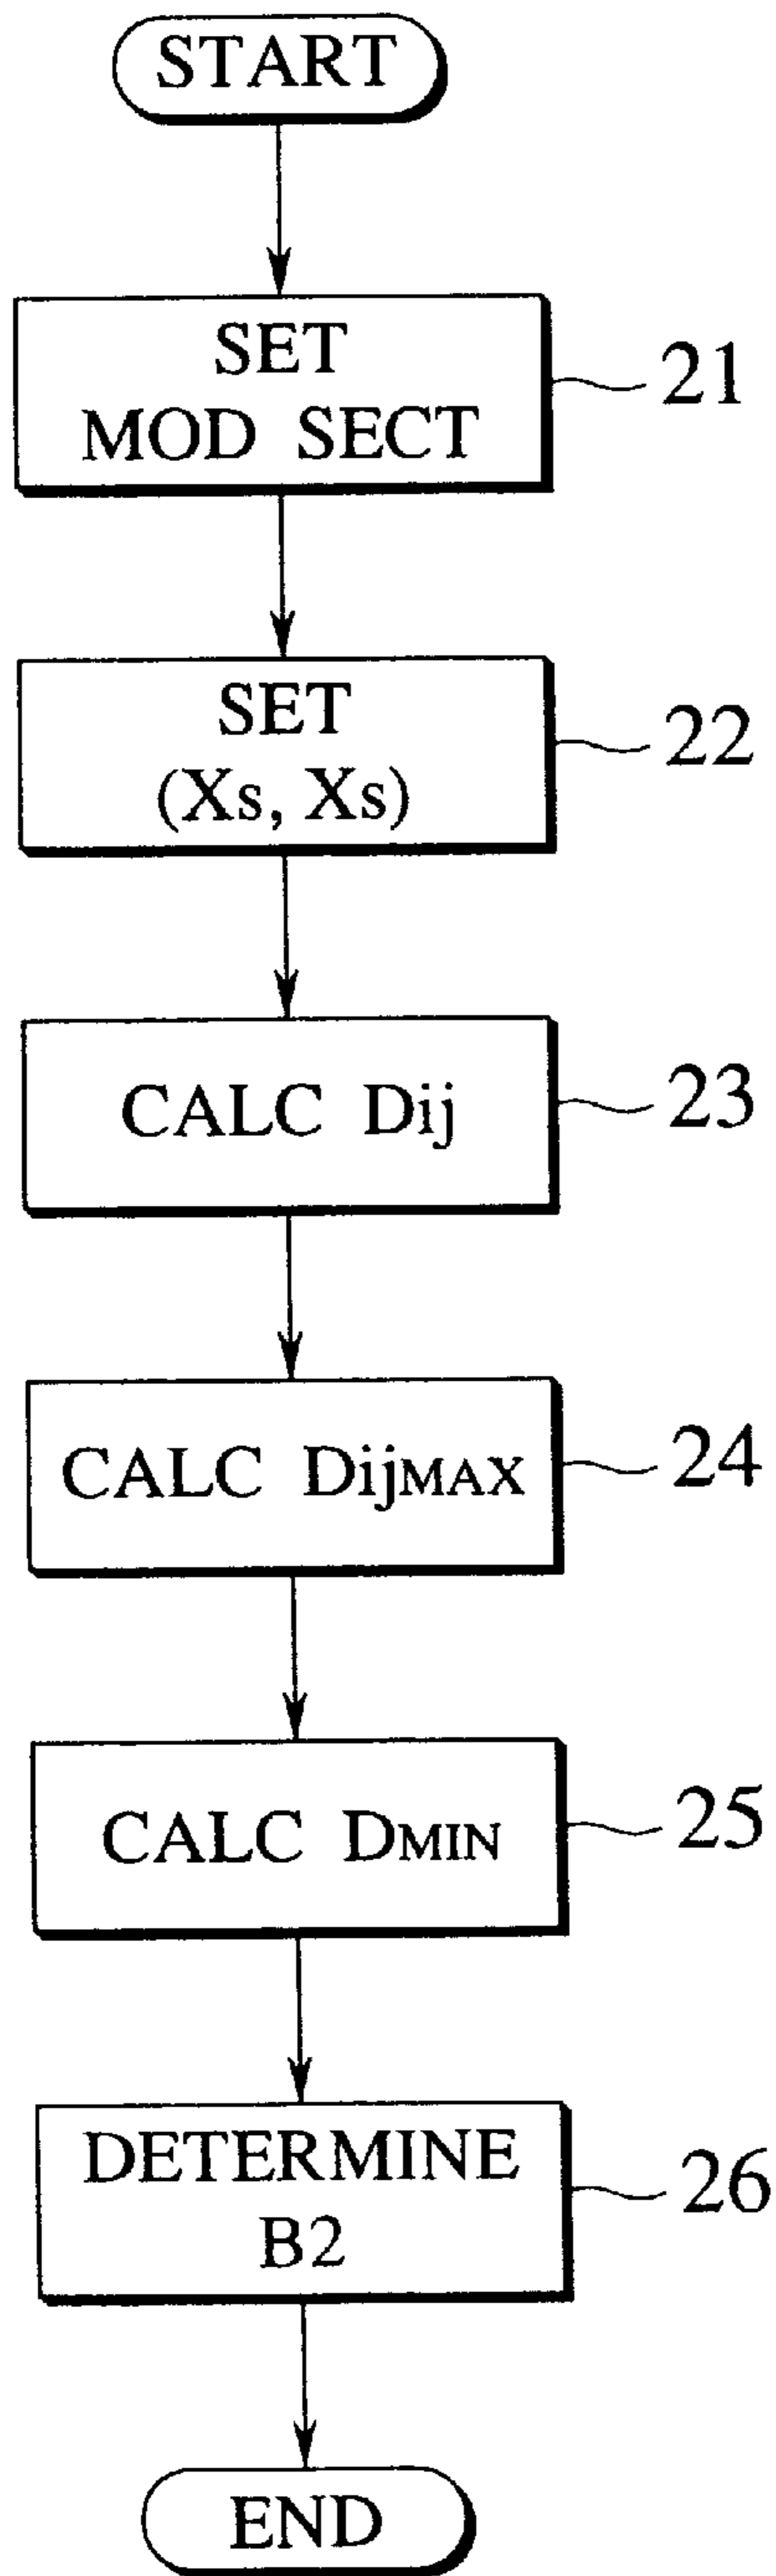 START
SET
MOD SECT
21
SET
(Xs, Xs)
22
CALC Dij
23
CALC DijMAX
24
CALC DMIN
25
DETERMINE
B2
26
END